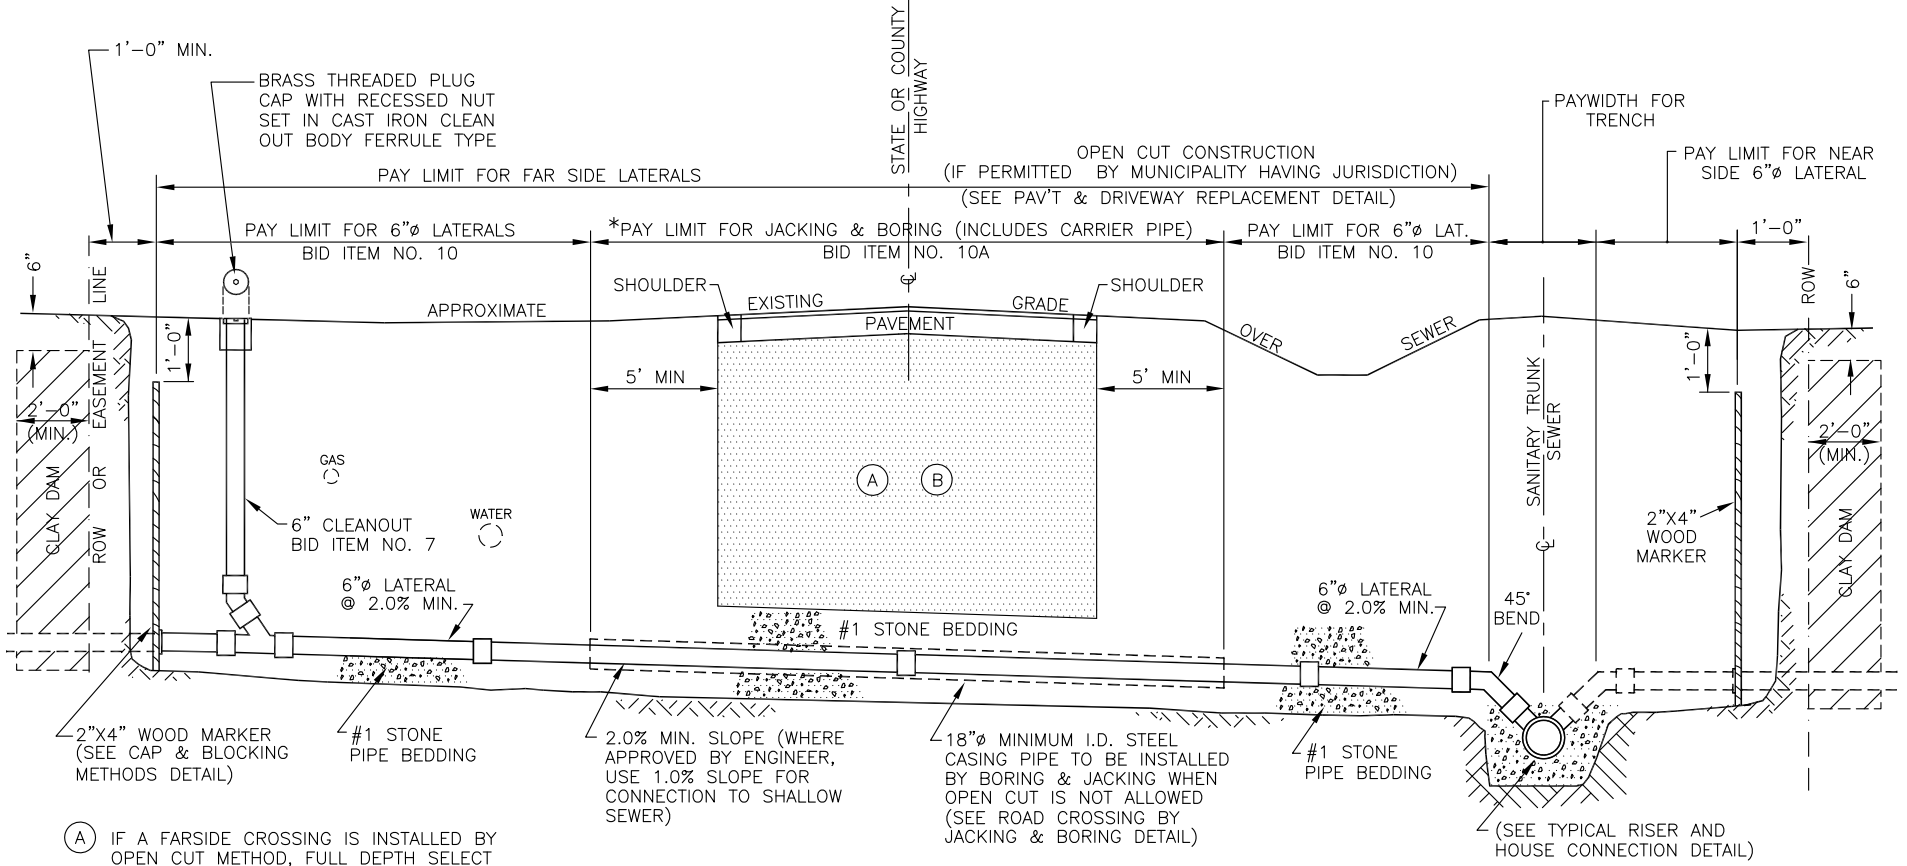 1'-0" MIN.
BRASS THREADED PLUG
CAP WITH RECESSED NUT
SET IN CAST IRON CLEAN
OUT BODY FERRULE TYPE
STATE OR COUNTY
HIGHWAY
PAYWIDTH FOR
TRENCH
PAY LIMIT FOR NEAR
SIDE 6"ø LATERAL
PAY LIMIT FOR FAR SIDE LATERALS
OPEN CUT CONSTRUCTION
(IF PERMITTED BY MUNICIPALITY HAVING JURISDICTION)
(SEE PAV'T & DRIVEWAY REPLACEMENT DETAIL)
PAY LIMIT FOR 6"ø LATERALS
BID ITEM NO. 10
*PAY LIMIT FOR JACKING & BORING (INCLUDES CARRIER PIPE)
BID ITEM NO. 10A
PAY LIMIT FOR 6"ø LAT.
BID ITEM NO. 10
1'-0"
6"
ROW OR EASEMENT LINE
ROW
6"
SHOULDER
EXISTING
℄
GRADE
SHOULDER
APPROXIMATE
PAVEMENT
OVER
SEWER
1'-0"
1'-0"
5' MIN
5' MIN
2'-0"
(MIN.)
CLAY DAM
GAS
WATER
A
B
SANITARY TRUNK
SEWER
℄
2'-0"
(MIN.)
CLAY DAM
2"X4"
WOOD
MARKER
6" CLEANOUT
BID ITEM NO. 7
6"ø LATERAL
@ 2.0% MIN.
6"ø LATERAL
@ 2.0% MIN.
45°
BEND
#1 STONE BEDDING
2"X4" WOOD MARKER
(SEE CAP & BLOCKING
METHODS DETAIL)
#1 STONE
PIPE BEDDING
2.0% MIN. SLOPE (WHERE
APPROVED BY ENGINEER,
USE 1.0% SLOPE FOR
CONNECTION TO SHALLOW
SEWER)
18"ø MINIMUM I.D. STEEL
CASING PIPE TO BE INSTALLED
BY BORING & JACKING WHEN
OPEN CUT IS NOT ALLOWED
(SEE ROAD CROSSING BY
JACKING & BORING DETAIL)
#1 STONE
PIPE BEDDING
(SEE TYPICAL RISER AND
HOUSE CONNECTION DETAIL)
A IF A FARSIDE CROSSING IS INSTALLED BY
OPEN CUT METHOD, FULL DEPTH SELECT